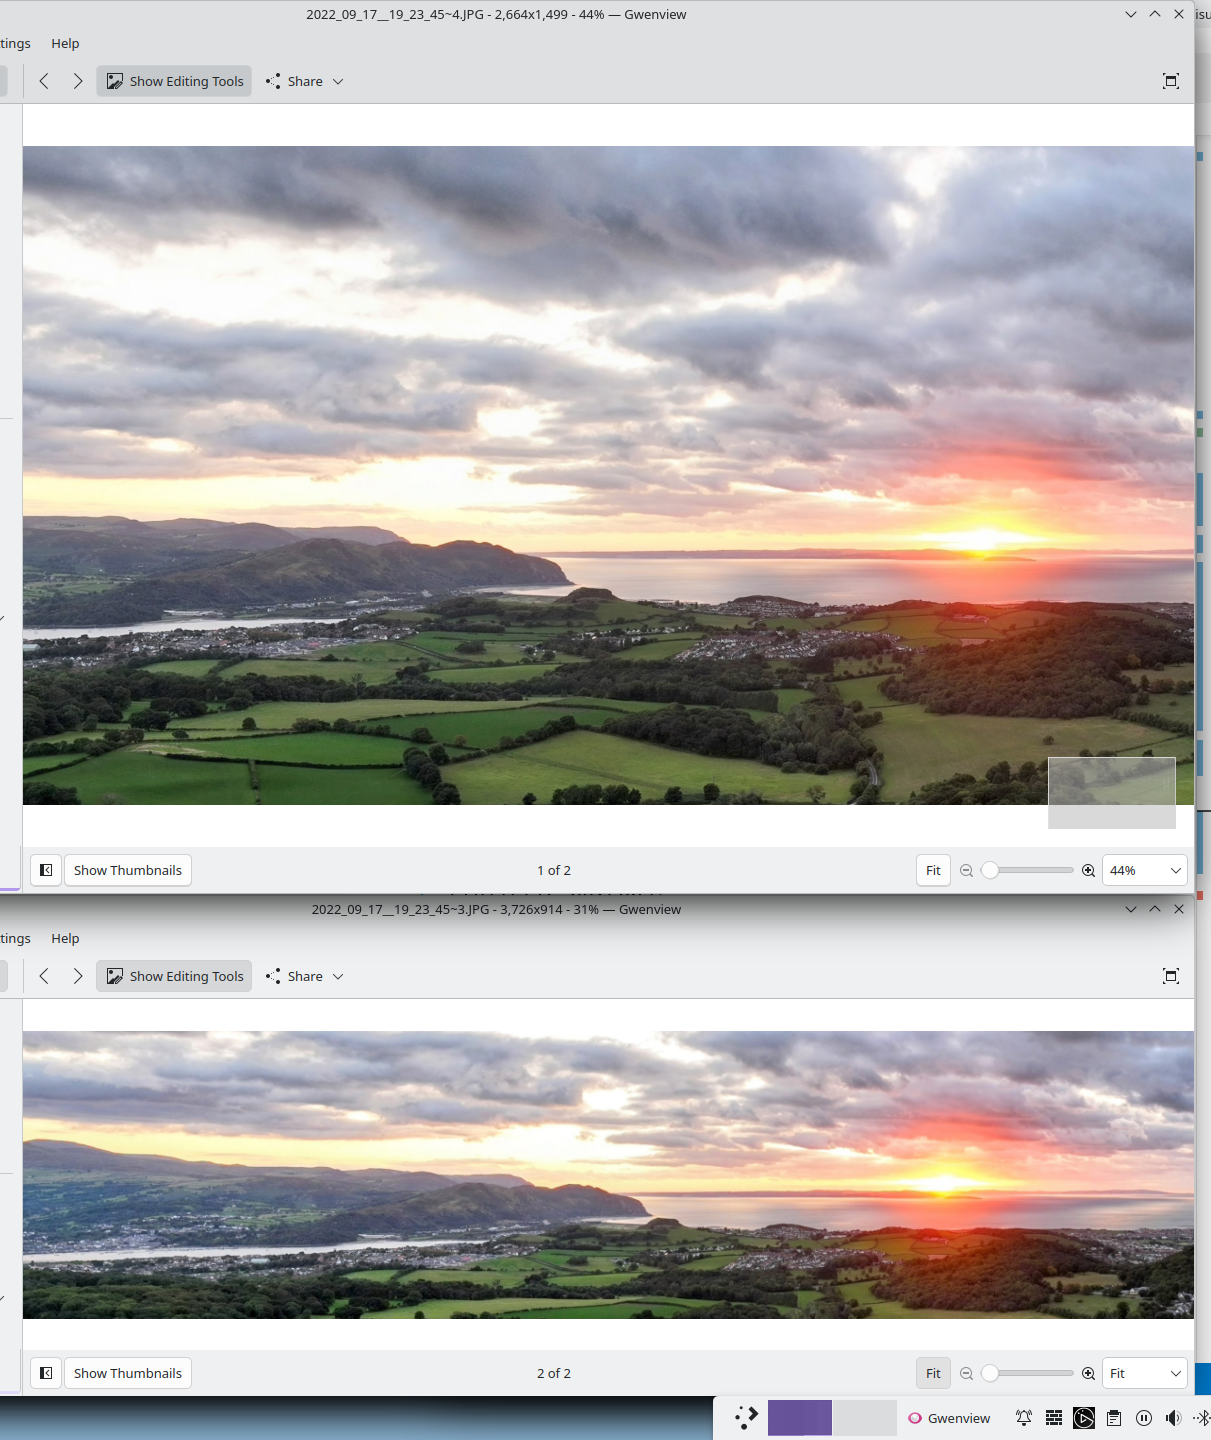 2022_09_17__19_23_45~4.JPG - 2,664x1,499 - 44% — Gwenview
isu
tings Help
Show Editing Tools Share
Show Thumbnails 1 of 2 Fit 44%
2022_09_17__19_23_45~3.JPG - 3,726x914 - 31% — Gwenview
tings Help
Show Editing Tools Share
Show Thumbnails 2 of 2 Fit Fit
Gwenview